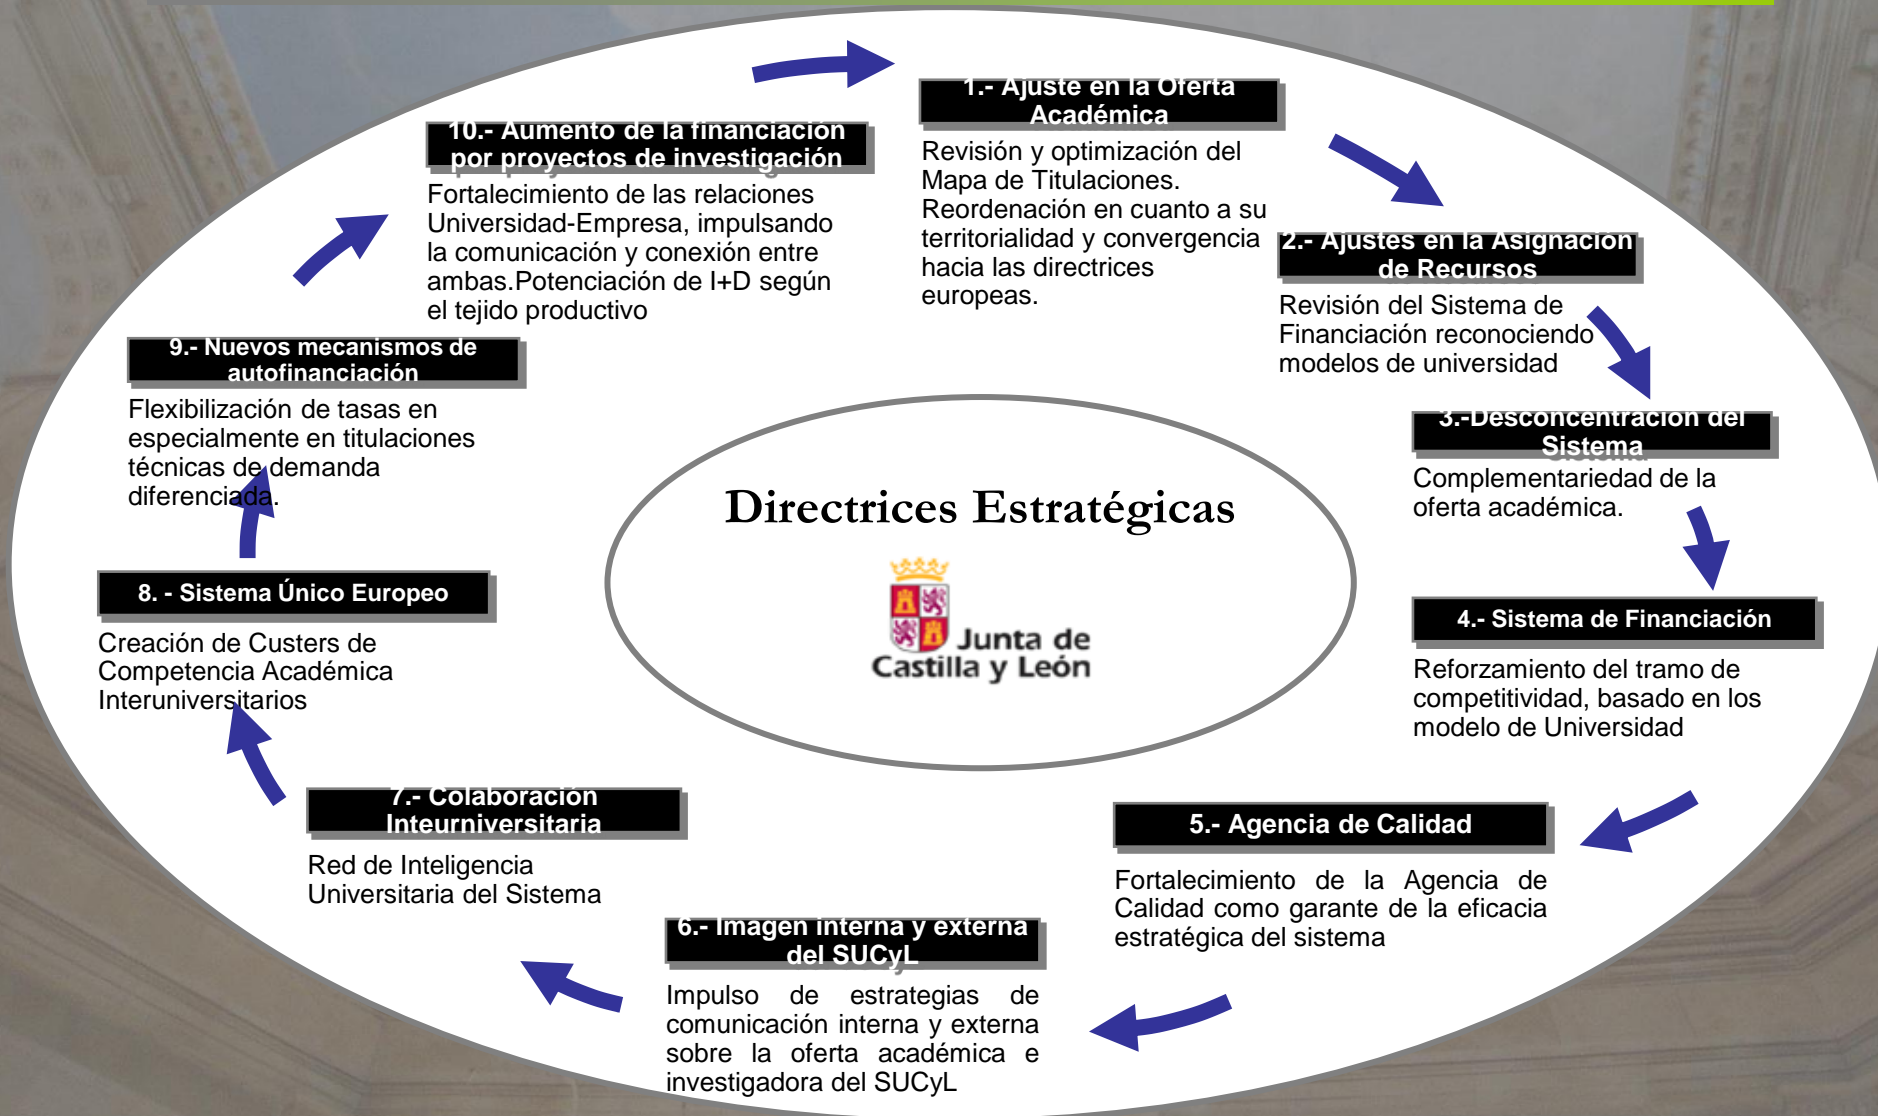 1.- Ajuste en la Oferta
Académica
Revisión y optimización del
Mapa de Titulaciones.
Reordenación en cuanto a su
territorialidad y convergencia
hacia las directrices
europeas.
2.- Ajustes en la Asignación
de Recursos
Revisión del Sistema de
Financiación reconociendo
modelos de universidad
3.-Desconcentración del
Sistema
Complementariedad de la
oferta académica.
4.- Sistema de Financiación
Reforzamiento del tramo de
competitividad, basado en los
modelo de Universidad
5.- Agencia de Calidad
Fortalecimiento de la Agencia de
Calidad como garante de la eficacia
estratégica del sistema
6.- Imagen interna y externa
del SUCyL
Impulso de estrategias de
comunicación interna y externa
sobre la oferta académica e
investigadora del SUCyL
7.- Colaboración
Inteurniversitaria
Red de Inteligencia
Universitaria del Sistema
8. - Sistema Único Europeo
Creación de Custers de
Competencia Académica
Interuniversitarios
9.- Nuevos mecanismos de
autofinanciación
Flexibilización de tasas en
especialmente en titulaciones
técnicas de demanda
diferenciada.
10.- Aumento de la financiación
por proyectos de investigación
Fortalecimiento de las relaciones
Universidad-Empresa, impulsando
la comunicación y conexión entre
ambas.Potenciación de I+D según
el tejido productivo
Directrices Estratégicas
Junta de
Castilla y León